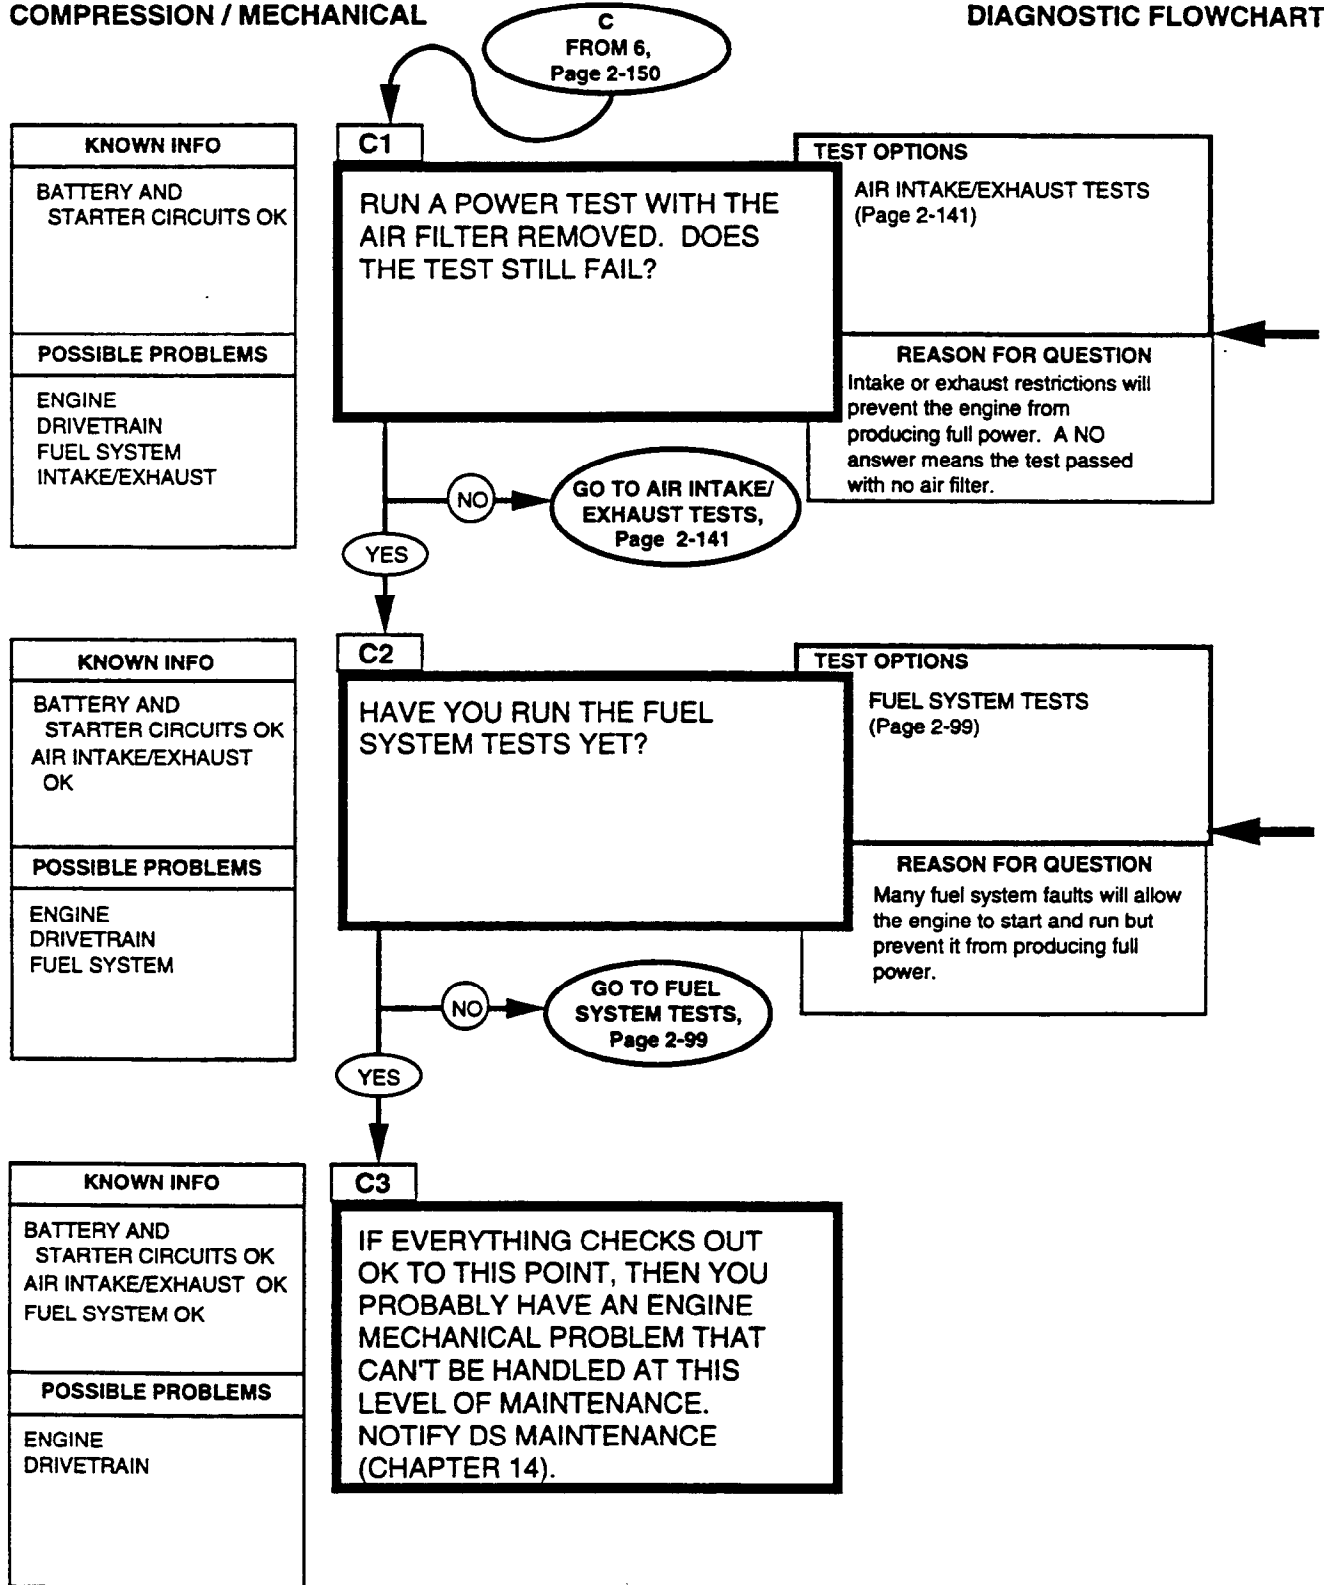 COMPRESSION / MECHANICAL
DIAGNOSTIC FLOWCHART
C
FROM 6,
Page 2-150
KNOWN INFO
BATTERY AND
STARTER CIRCUITS OK
POSSIBLE PROBLEMS
ENGINE
DRIVETRAIN
FUEL SYSTEM
INTAKE/EXHAUST
C1
RUN A POWER TEST WITH THE
AIR FILTER REMOVED. DOES
THE TEST STILL FAIL?
TEST OPTIONS
AIR INTAKE/EXHAUST TESTS
(Page 2-141)
REASON FOR QUESTION
Intake or exhaust restrictions will
prevent the engine from
producing full power. A NO
answer means the test passed
with no air filter.
NO
GO TO AIR INTAKE/
EXHAUST TESTS,
Page 2-141
YES
KNOWN INFO
BATTERY AND
STARTER CIRCUITS OK
AIR INTAKE/EXHAUST
OK
POSSIBLE PROBLEMS
ENGINE
DRIVETRAIN
FUEL SYSTEM
C2
HAVE YOU RUN THE FUEL
SYSTEM TESTS YET?
TEST OPTIONS
FUEL SYSTEM TESTS
(Page 2-99)
REASON FOR QUESTION
Many fuel system faults will allow
the engine to start and run but
prevent it from producing full
power.
NO
GO TO FUEL
SYSTEM TESTS,
Page 2-99
YES
KNOWN INFO
BATTERY AND
STARTER CIRCUITS OK
AIR INTAKE/EXHAUST OK
FUEL SYSTEM OK
POSSIBLE PROBLEMS
ENGINE
DRIVETRAIN
C3
IF EVERYTHING CHECKS OUT
OK TO THIS POINT, THEN YOU
PROBABLY HAVE AN ENGINE
MECHANICAL PROBLEM THAT
CAN'T BE HANDLED AT THIS
LEVEL OF MAINTENANCE.
NOTIFY DS MAINTENANCE
(CHAPTER 14).